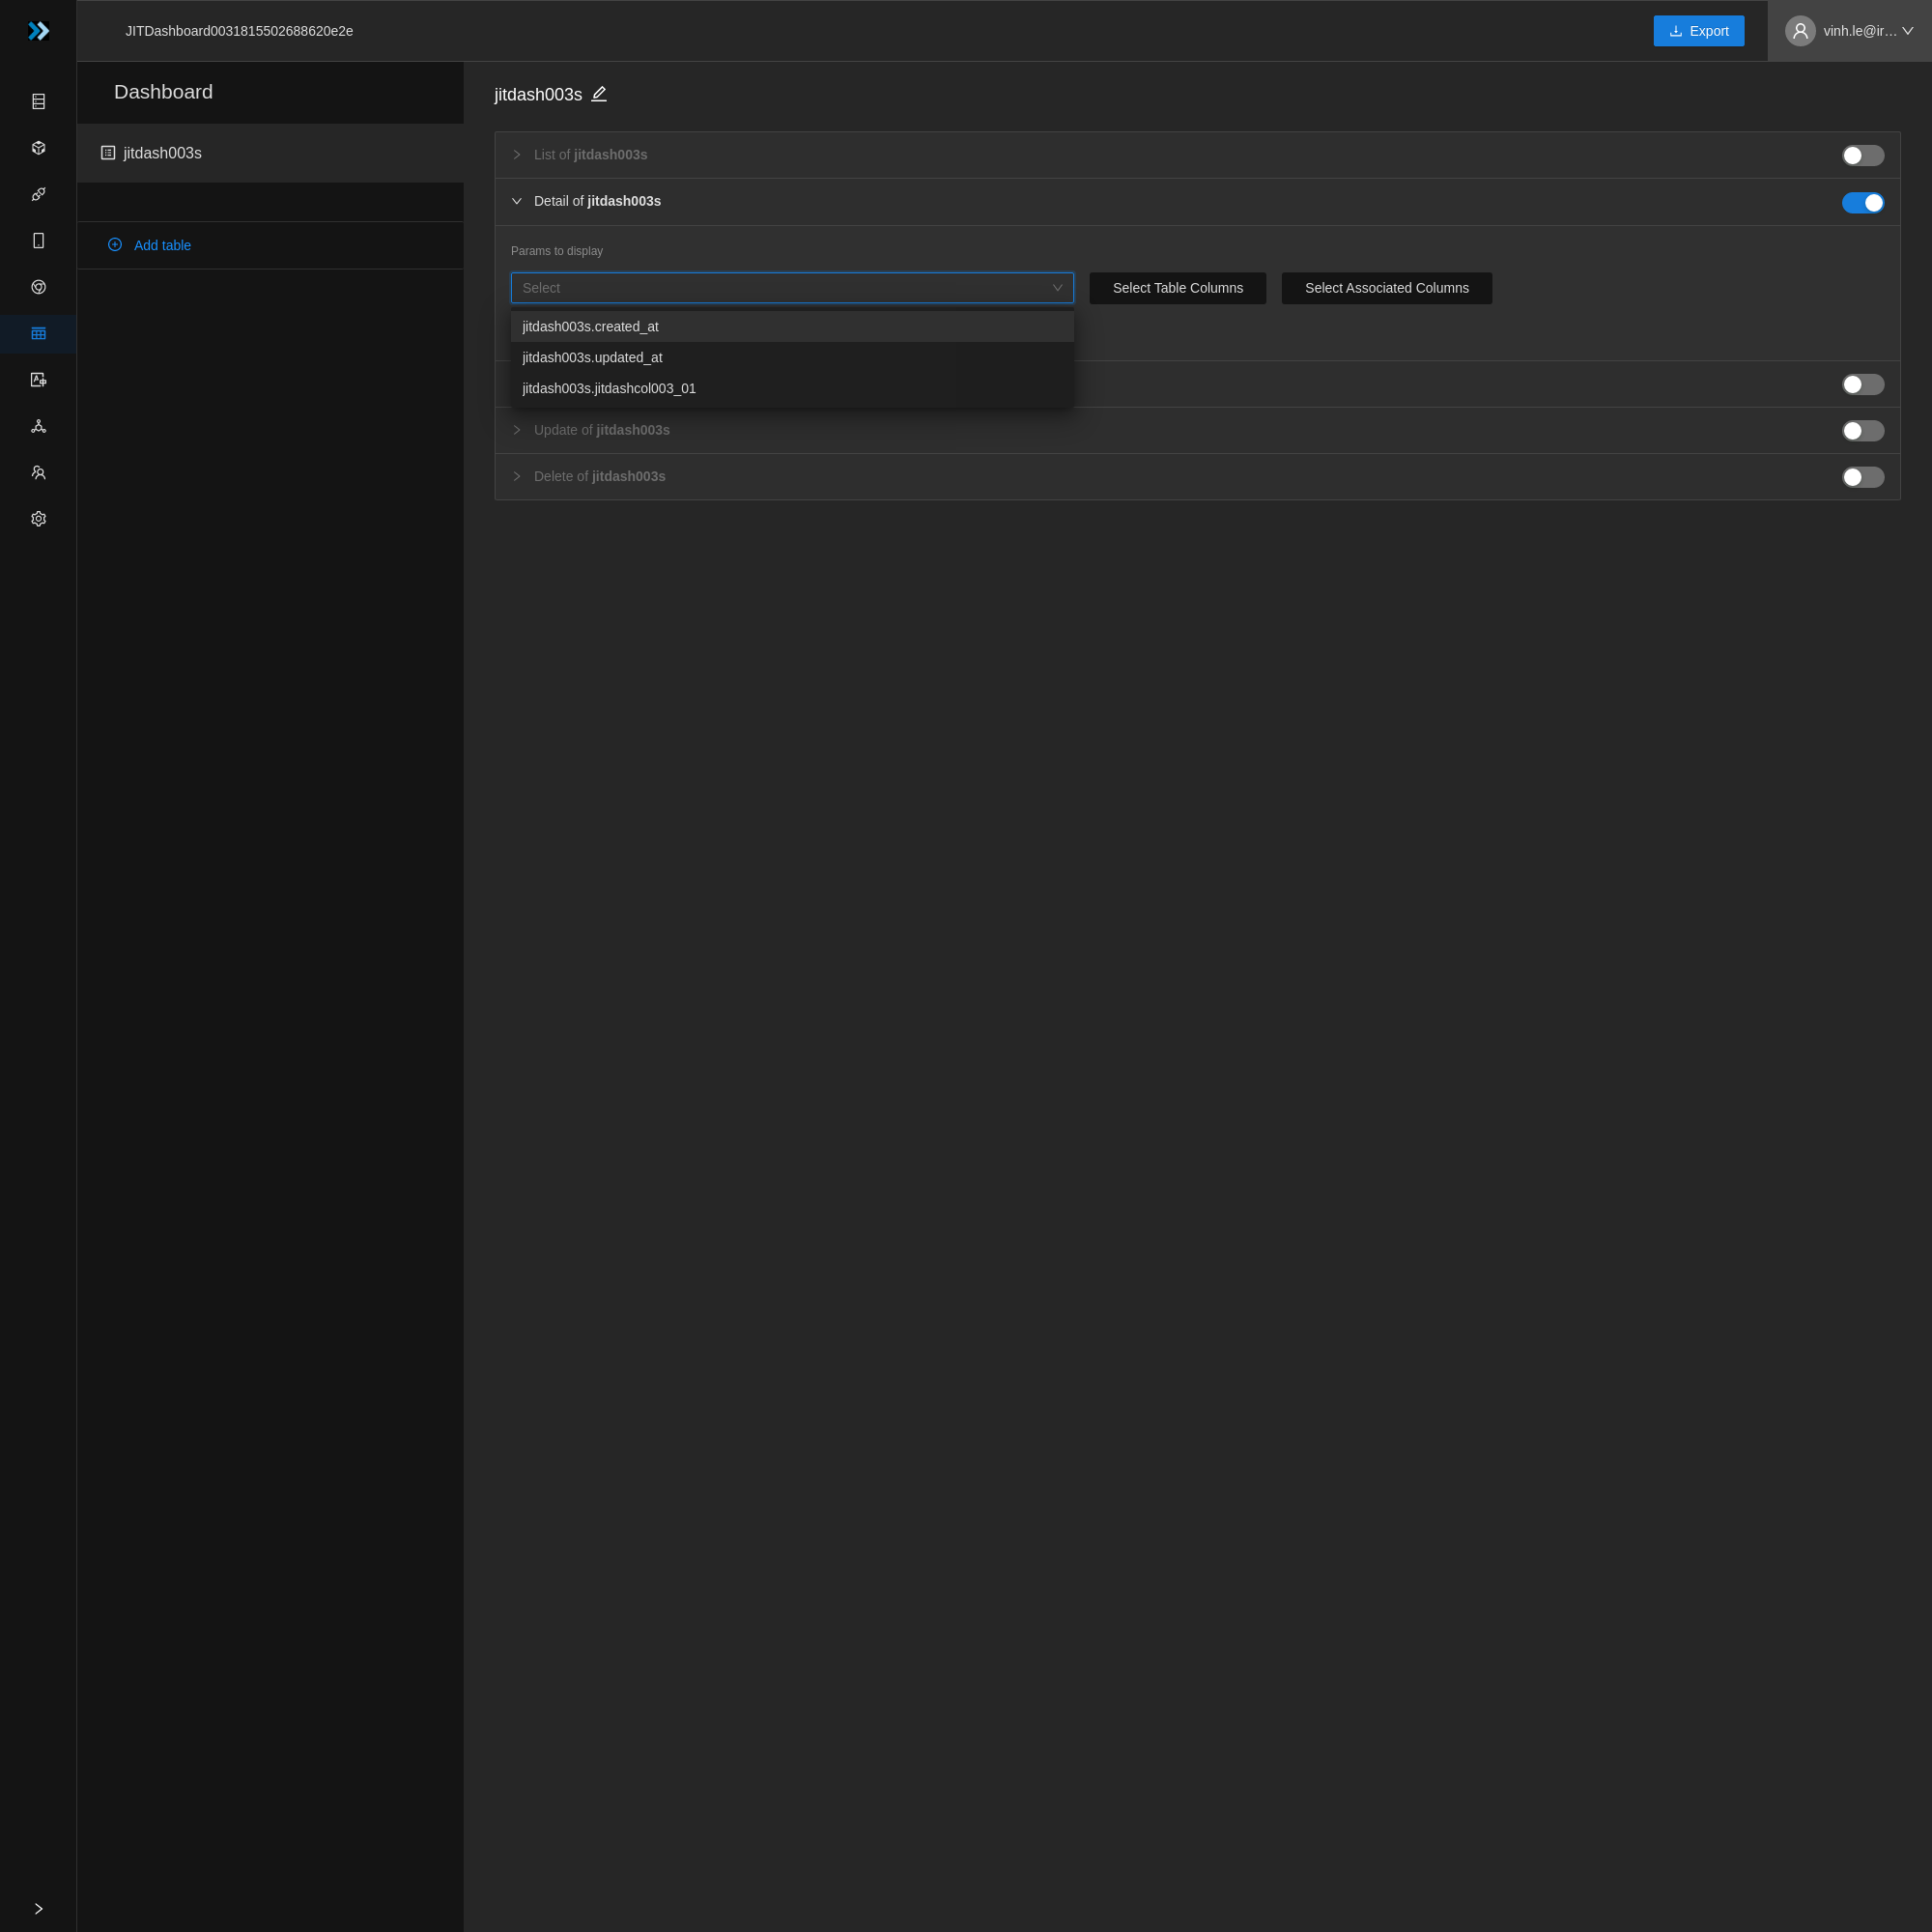 JITDashboard0031815502688620e2e
Export
vinh.le@ir…
Dashboard
jitdash003s
Add table
jitdash003s
List of jitdash003s
Detail of jitdash003s
Params to display
Select
Select Table Columns
Select Associated Columns
jitdash003s.created_at
jitdash003s.updated_at
jitdash003s.jitdashcol003_01
Update of jitdash003s
Delete of jitdash003s